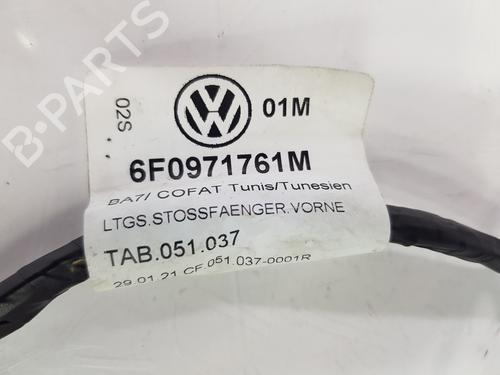 02S
01M
6F0971761M
BA7/ COFAT Tunis/Tunesien
LTGS.STOSSFAENGER.VORNE
TAB.051.037
29.01.21 CF.051.037-0001R
B-PARTS